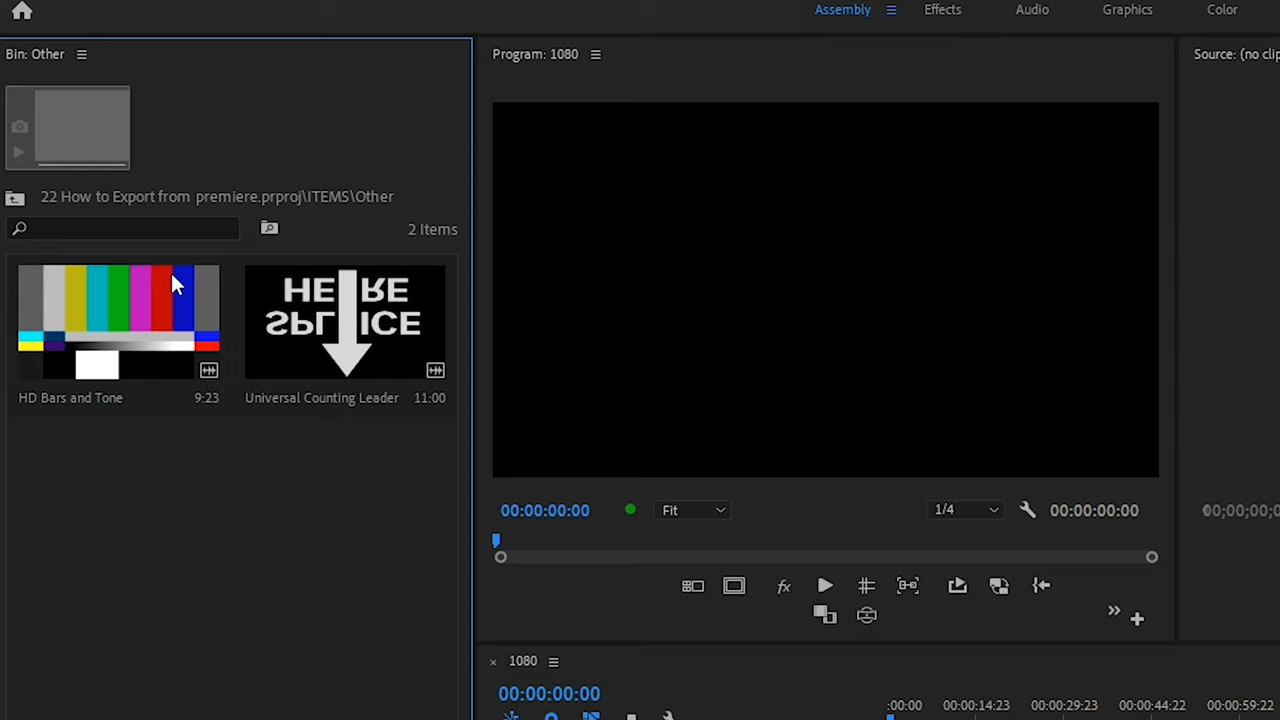 Assembly Effects Audio Graphics Color
Bin: Other
Program: 1080
Source: (no clip
22 How to Export from premiere.prproj\ITEMS\Other
2 Items
HERE
SPLICE
HD Bars and Tone 9:23
Universal Counting Leader 11:00
00:00:00:00 Fit 1/4 00:00:00:00 00;00;00;0
fx
1080
00:00:00:00
:00:00 00:00:14:23 00:00:29:23 00:00:44:22 00:00:59:22